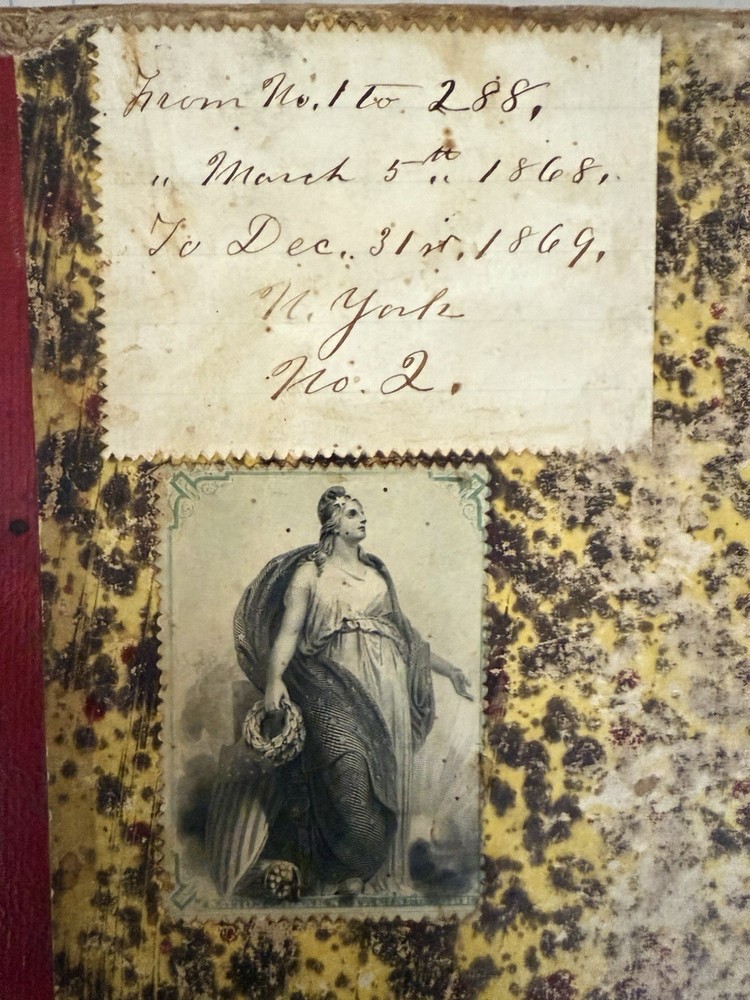 From No. 1 to 288,
" March 5th 1868.
To Dec. 31st. 1869.
N. York
No. 2.